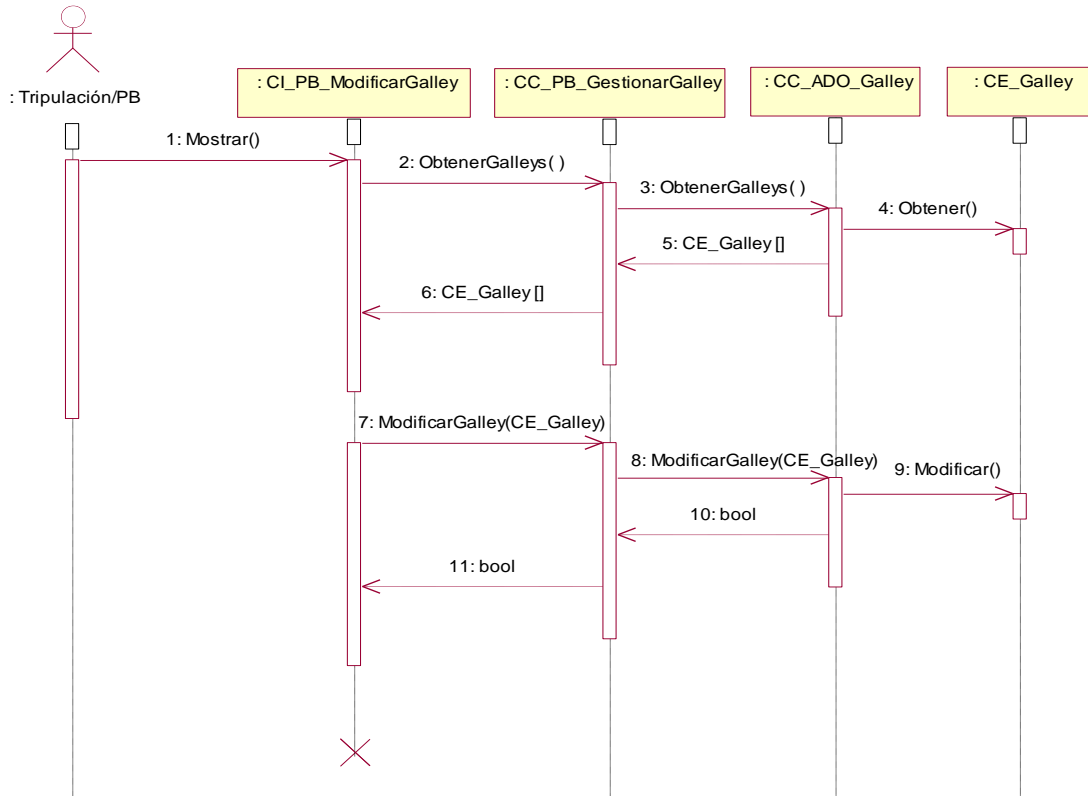 : Tripulación/PB
: CI_PB_ModificarGalley
: CC_PB_GestionarGalley
: CC_ADO_Galley
: CE_Galley
1: Mostrar()
2: ObtenerGalleys( )
3: ObtenerGalleys( )
4: Obtener()
5: CE_Galley []
6: CE_Galley []
7: ModificarGalley(CE_Galley)
8: ModificarGalley(CE_Galley)
9: Modificar()
10: bool
11: bool